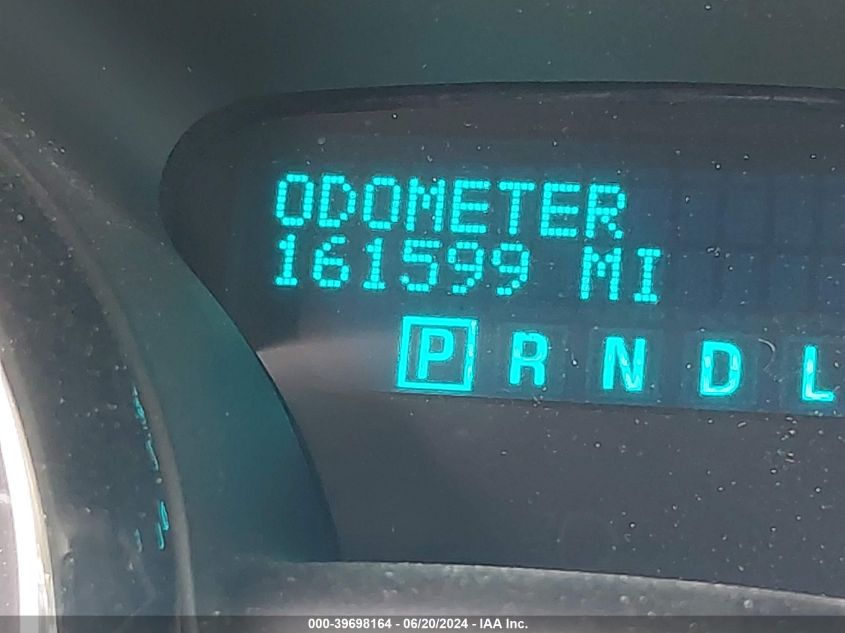 ODOMETER
161599 MI
P R N D L
000-39698164 - 06/20/2024 - IAA Inc.